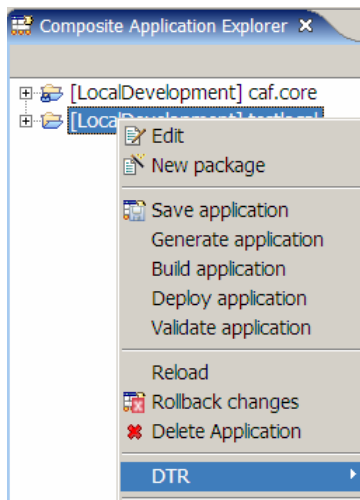 Composite Application Explorer
[LocalDevelopment] caf.core
[Loca
Edit
New package
Save application
Generate application
Build application
Deploy application
Validate application
Reload
Rollback changes
Delete Application
DTR